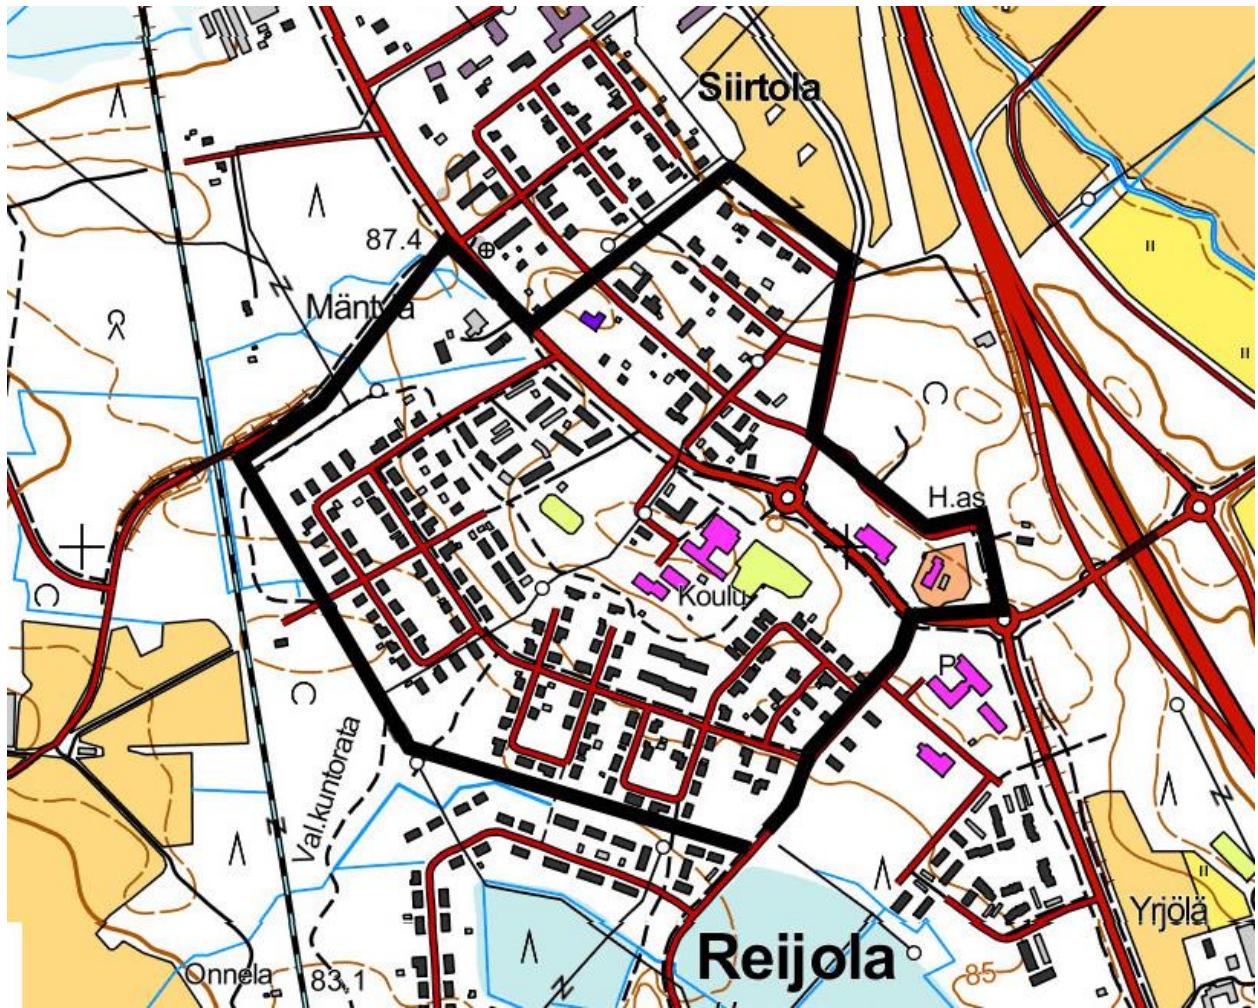 Siirtola
87.4
Mäntylä
H.as
Koulu
P
Val.kuntorata
Yrjölä
Reijola
85
Onnela
83.1